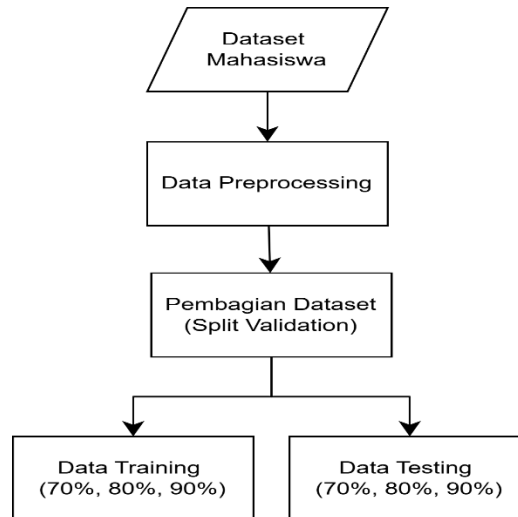 Dataset
Mahasiswa
Data Preprocessing
Pembagian Dataset
(Split Validation)
Data Training
(70%, 80%, 90%)
Data Testing
(70%, 80%, 90%)